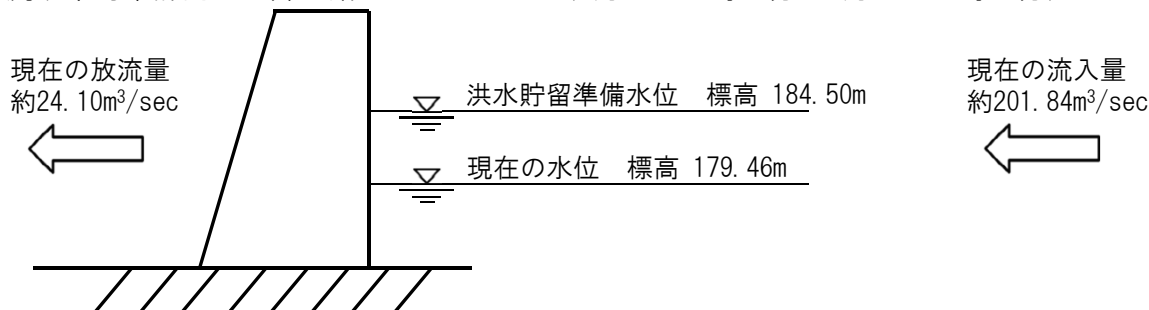 現在の放流量
約24.10m³/sec
洪水貯留準備水位　標高 184.50m
現在の水位　標高 179.46m
現在の流入量
約201.84m³/sec